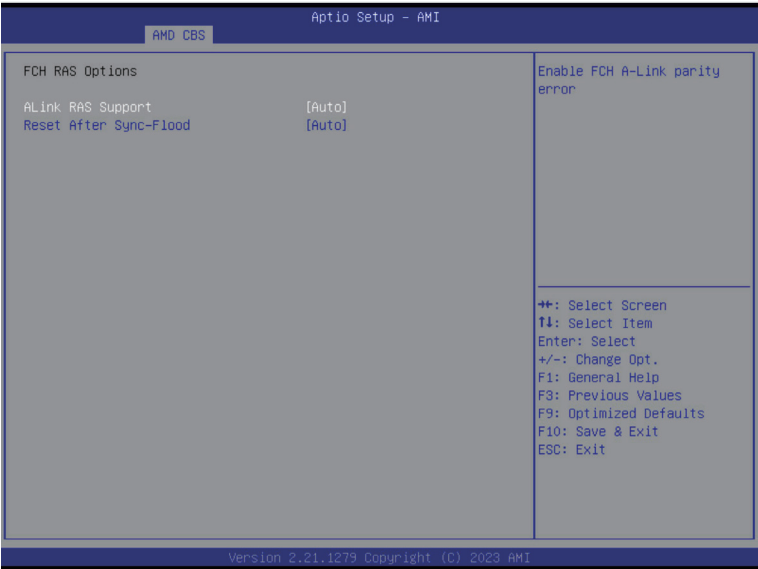 Aptio Setup – AMI
AMD CBS
FCH RAS Options
ALink RAS Support [Auto]
Reset After Sync-Flood [Auto]
Enable FCH A-Link parity
error
→←: Select Screen
↑↓: Select Item
Enter: Select
+/-: Change Opt.
F1: General Help
F3: Previous Values
F9: Optimized Defaults
F10: Save & Exit
ESC: Exit
Version 2.21.1279 Copyright (C) 2023 AMI